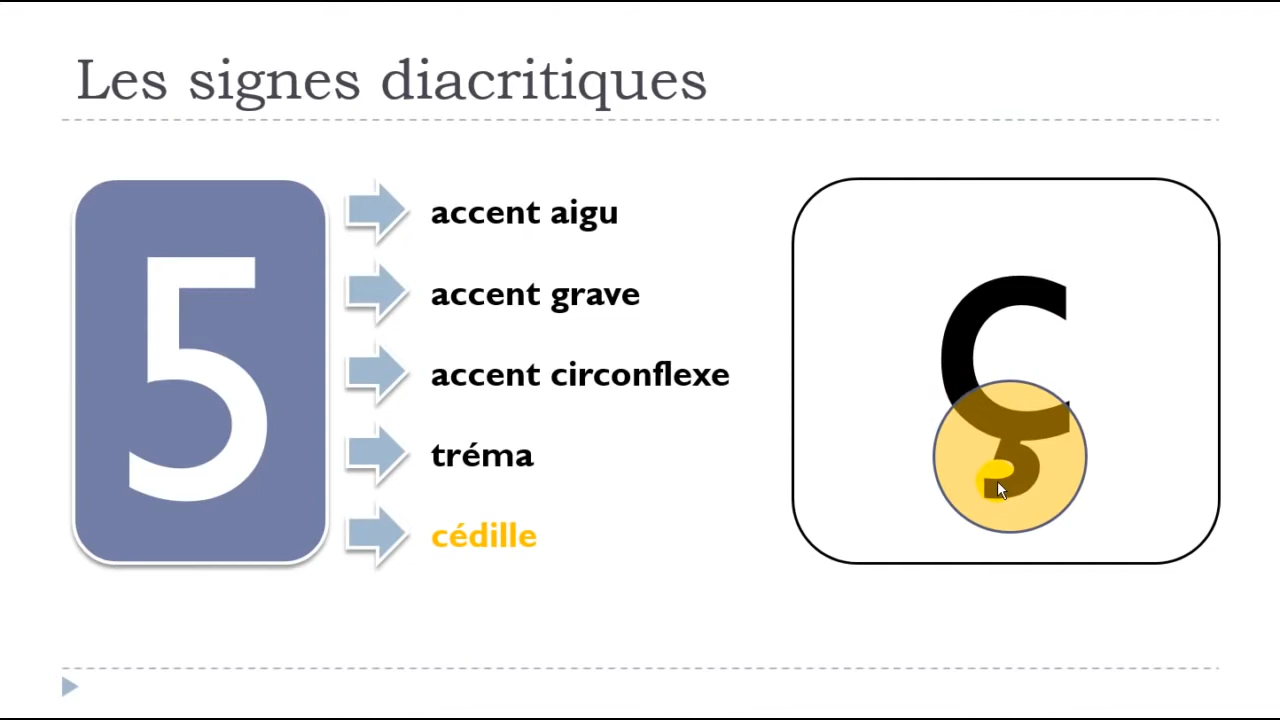 Les signes diacritiques
5
accent aigu
accent grave
accent circonflexe
tréma
cédille
ç